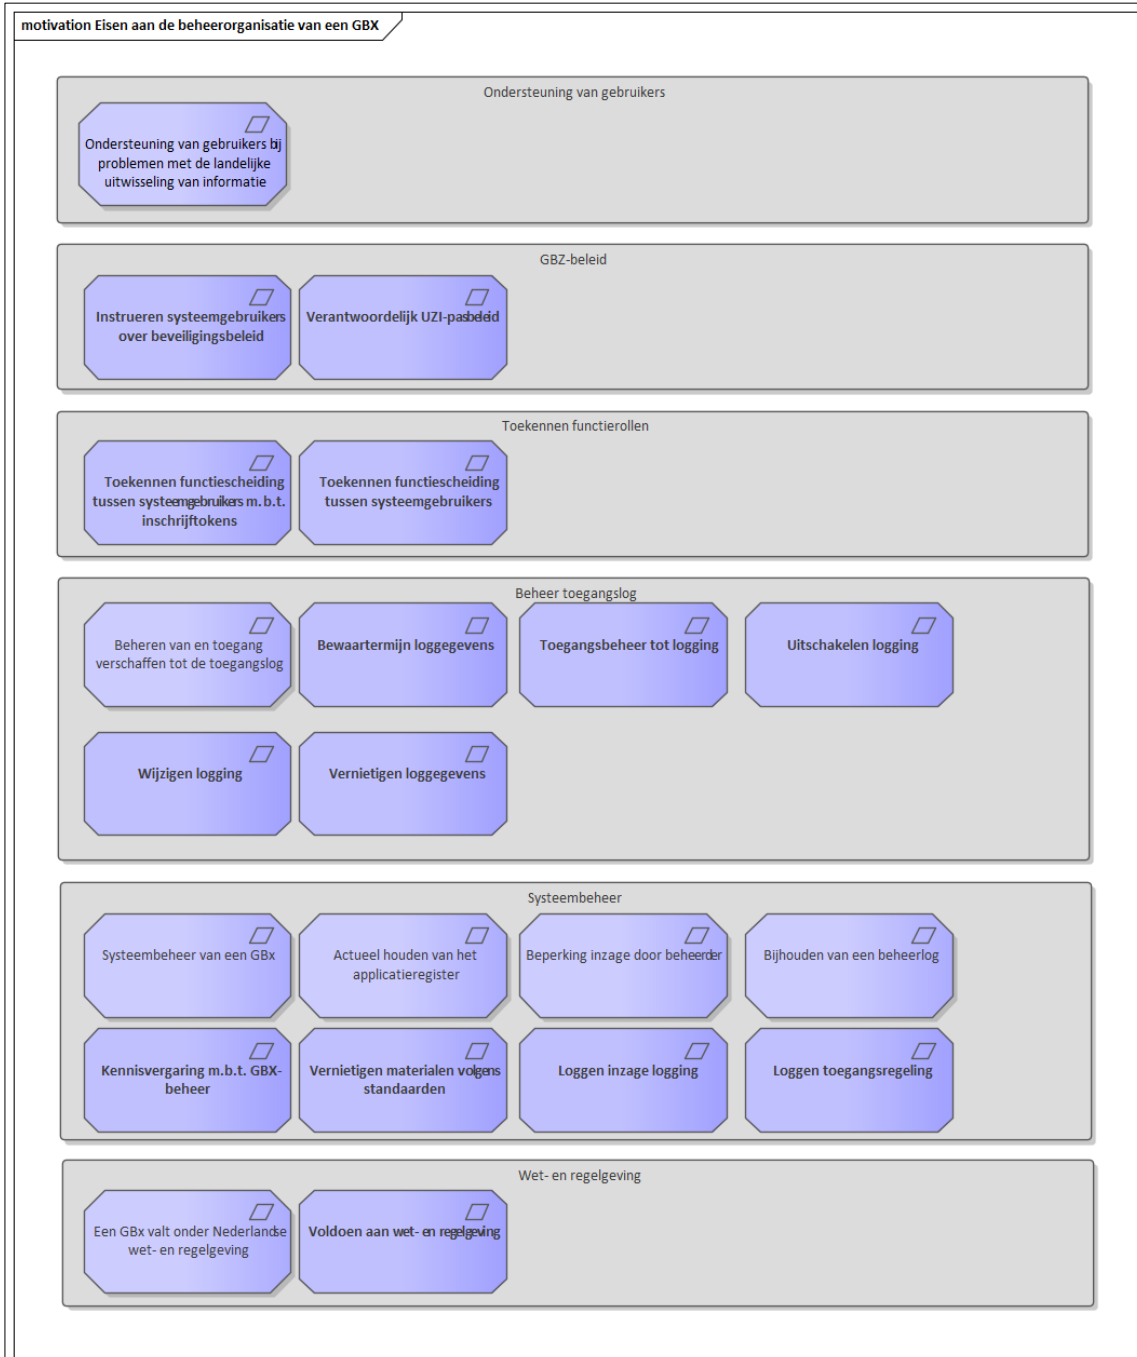 motivation Eisen aan de beheerorganisatie van een GBX
Ondersteuning van gebruikers
Ondersteuning van gebruikers bij
problemen met de landelijke
uitwisseling van informatie
GBZ-beleid
Instrueren systeemgebruikers
over beveiligingsbeleid
Verantwoordelijk UZI-pasbeleid
Toekennen functierollen
Toekennen functiescheiding
tussen systeemgebruikers m.b.t.
inschrijftokens
Toekennen functiescheiding
tussen systeemgebruikers
Beheer toegangslog
Beheren van en toegang
verschaffen tot de toegangslog
Bewaartermijn loggegevens
Toegangsbeheer tot logging
Uitschakelen logging
Wijzigen logging
Vernietigen loggegevens
Systeembeheer
Systeembeheer van een GBx
Actueel houden van het
applicatieregister
Beperking inzage door beheerder
Bijhouden van een beheerlog
Kennisvergaring m.b.t. GBX-
beheer
Vernietigen materialen volgens
standaarden
Loggen inzage logging
Loggen toegangsregeling
Wet- en regelgeving
Een GBx valt onder Nederlandse
wet- en regelgeving
Voldoen aan wet- en regelgeving